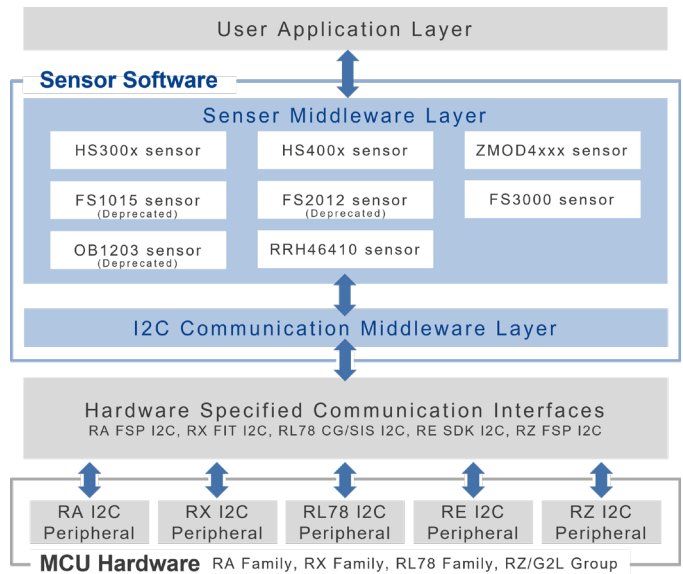 User Application Layer
Sensor Software
Senser Middleware Layer
HS300x sensor
HS400x sensor
ZMOD4xxx sensor
FS1015 sensor
(Deprecated)
FS2012 sensor
(Deprecated)
FS3000 sensor
OB1203 sensor
(Deprecated)
RRH46410 sensor
I2C Communication Middleware Layer
Hardware Specified Communication Interfaces
RA FSP I2C, RX FIT I2C, RL78 CG/SIS I2C, RE SDK I2C, RZ FSP I2C
RA I2C
Peripheral
RX I2C
Peripheral
RL78 I2C
Peripheral
RE I2C
Peripheral
RZ I2C
Peripheral
MCU Hardware RA Family, RX Family, RL78 Family, RZ/G2L Group